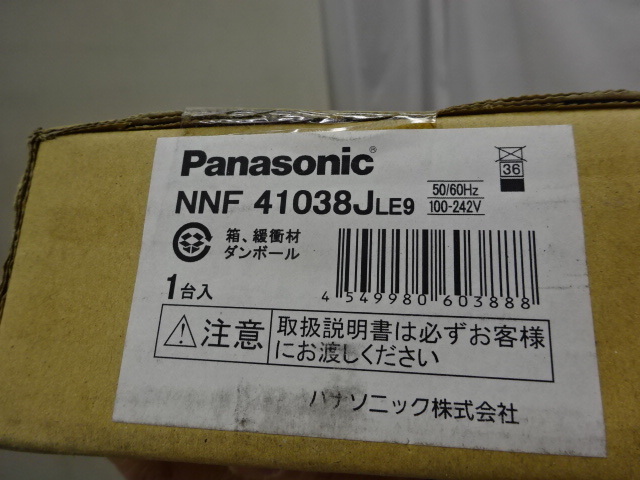 Panasonic®
NNF 41038JLE9
50/60Hz
100-242V
36
箱、緩衝材
ダンボール
1台入
4 549980 603888
注意
取扱説明書は必ずお客様
にお渡しください
パナソニック株式会社